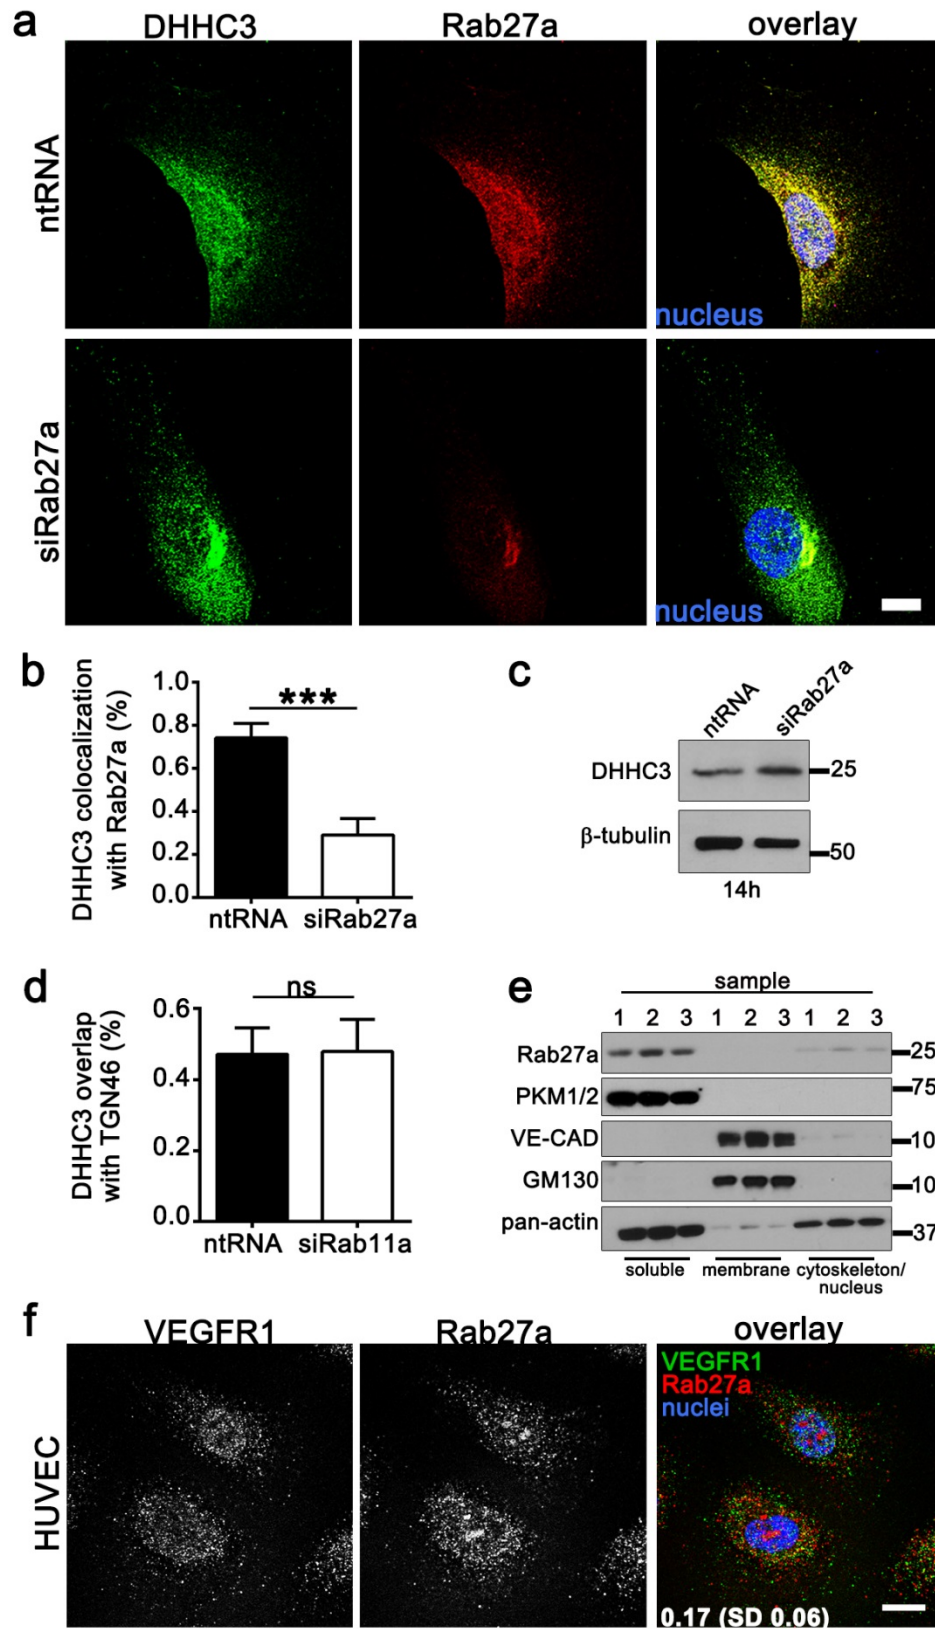 a
DHHC3 Rab27a overlay
ntRNA
nucleus
siRab27a
nucleus
b
DHHC3 colocalization
with Rab27a (%)
1.0
0.8
0.6
0.4
0.2
0.0
***
ntRNA siRab27a
c
ntRNA siRab27a
DHHC3 25
β-tubulin 50
14h
d
DHHC3 overlap
with TGN46 (%)
0.6
0.4
0.2
0.0
ns
ntRNA siRab11a
e
sample
1 2 3 1 2 3 1 2 3
Rab27a 25
PKM1/2 75
VE-CAD 10
GM130 10
pan-actin 37
soluble membrane cytoskeleton/
nucleus
f
VEGFR1 Rab27a overlay
HUVEC
VEGFR1
Rab27a
nuclei
0.17 (SD 0.06)